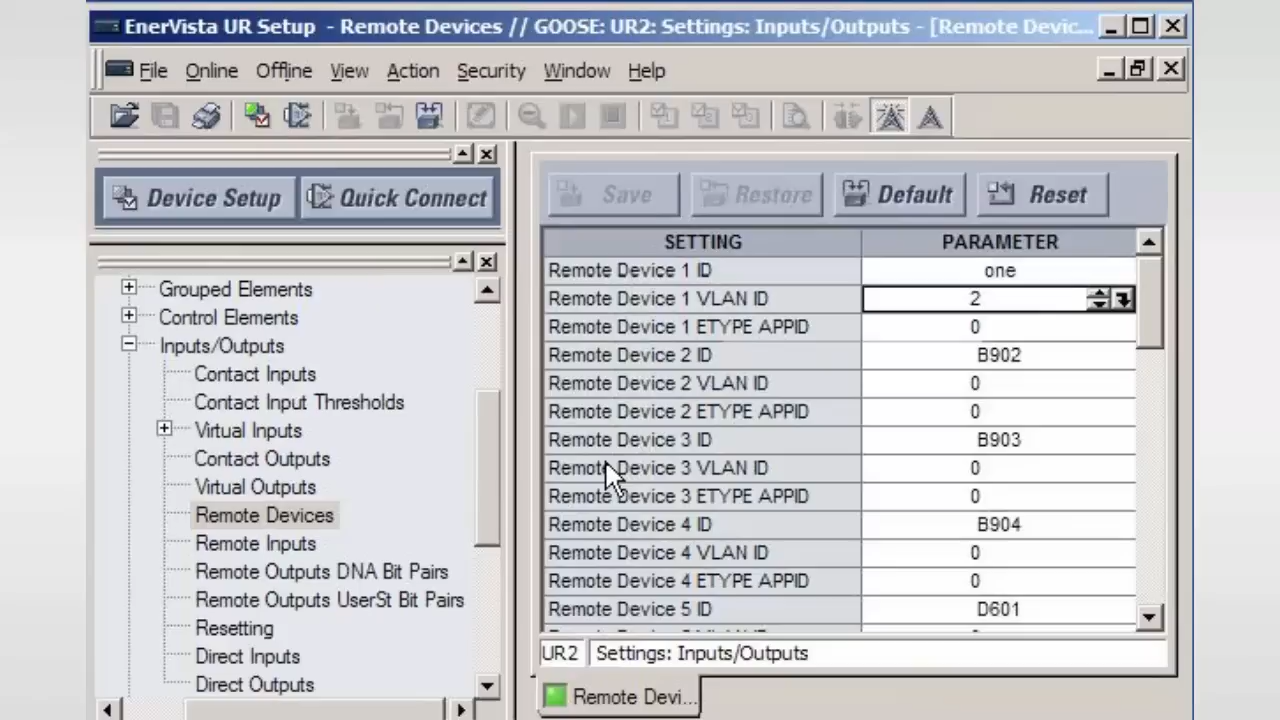 EnerVista UR Setup - Remote Devices // GOOSE: UR2: Settings: Inputs/Outputs - [Remote Devic...
File Online Offline View Action Security Window Help
Device Setup Quick Connect
Save Restore Default Reset
Grouped Elements
Control Elements
Inputs/Outputs
Contact Inputs
Contact Input Thresholds
Virtual Inputs
Contact Outputs
Virtual Outputs
Remote Devices
Remote Inputs
Remote Outputs DNA Bit Pairs
Remote Outputs UserSt Bit Pairs
Resetting
Direct Inputs
Direct Outputs
SETTING PARAMETER
Remote Device 1 ID one
Remote Device 1 VLAN ID 2
Remote Device 1 ETYPE APPID 0
Remote Device 2 ID B902
Remote Device 2 VLAN ID 0
Remote Device 2 ETYPE APPID 0
Remote Device 3 ID B903
Remote Device 3 VLAN ID 0
Remote Device 3 ETYPE APPID 0
Remote Device 4 ID B904
Remote Device 4 VLAN ID 0
Remote Device 4 ETYPE APPID 0
Remote Device 5 ID D601
UR2 Settings: Inputs/Outputs
Remote Devi...